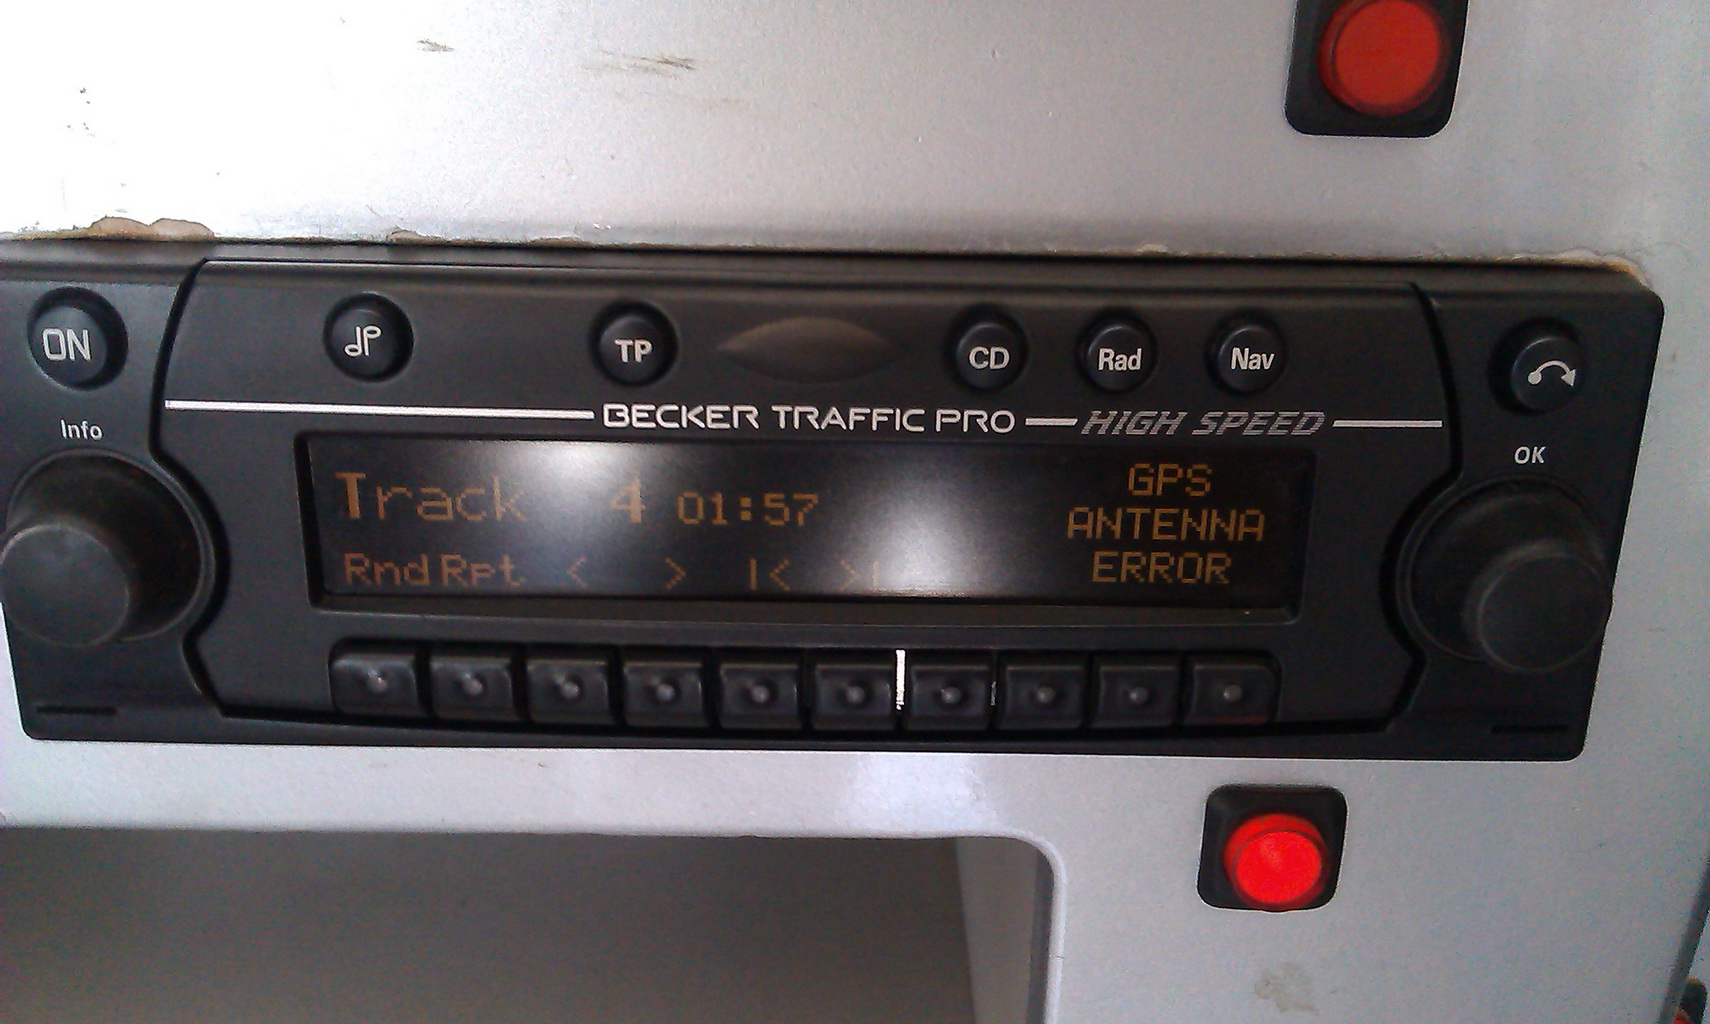 ON
TP
CD
Rad
Nav
Info
BECKER TRAFFIC PRO HIGH SPEED
OK
Track 4 01:57
Rnd Rpt < > |< >|
GPS
ANTENNA
ERROR